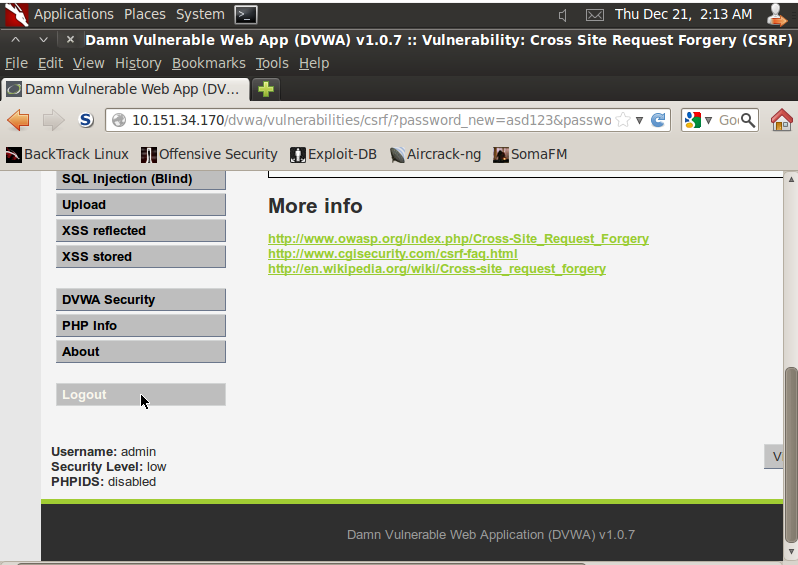 Applications Places System Thu Dec 21, 2:13 AM
Damn Vulnerable Web App (DVWA) v1.0.7 :: Vulnerability: Cross Site Request Forgery (CSRF)
File Edit View History Bookmarks Tools Help
Damn Vulnerable Web App (DV...
10.151.34.170/dvwa/vulnerabilities/csrf/?password_new=asd123&passwo
BackTrack Linux Offensive Security Exploit-DB Aircrack-ng SomaFM
SQL Injection (Blind)
Upload
XSS reflected
XSS stored
DVWA Security
PHP Info
About
Logout
Username: admin
Security Level: low
PHPIDS: disabled
More info
http://www.owasp.org/index.php/Cross-Site_Request_Forgery
http://www.cgisecurity.com/csrf-faq.html
http://en.wikipedia.org/wiki/Cross-site_request_forgery
Damn Vulnerable Web Application (DVWA) v1.0.7